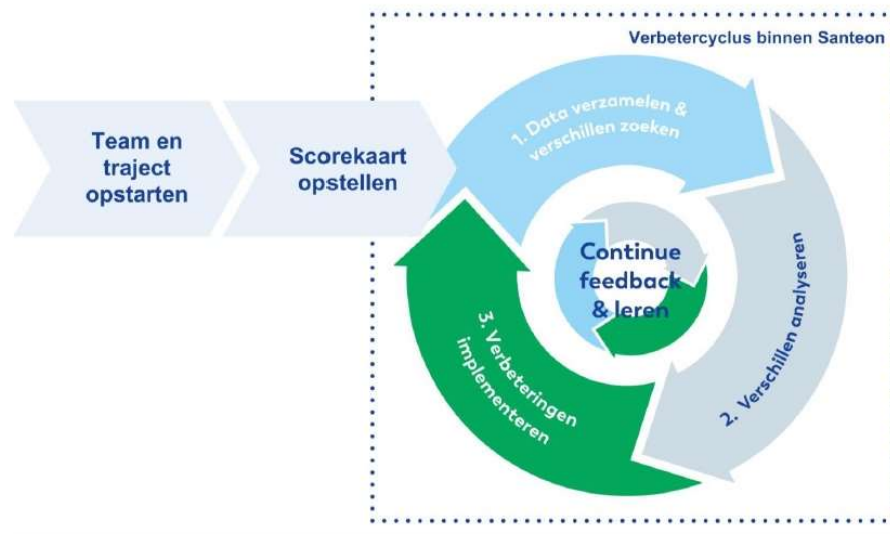 Verbetercyclus binnen Santeon
Team en
traject
opstarten
Scorekaart
opstellen
1. Data verzamelen &
verschillen zoeken
2. Verschillen analyseren
3. Verbeteringen
implementeren
Continue
feedback
& leren